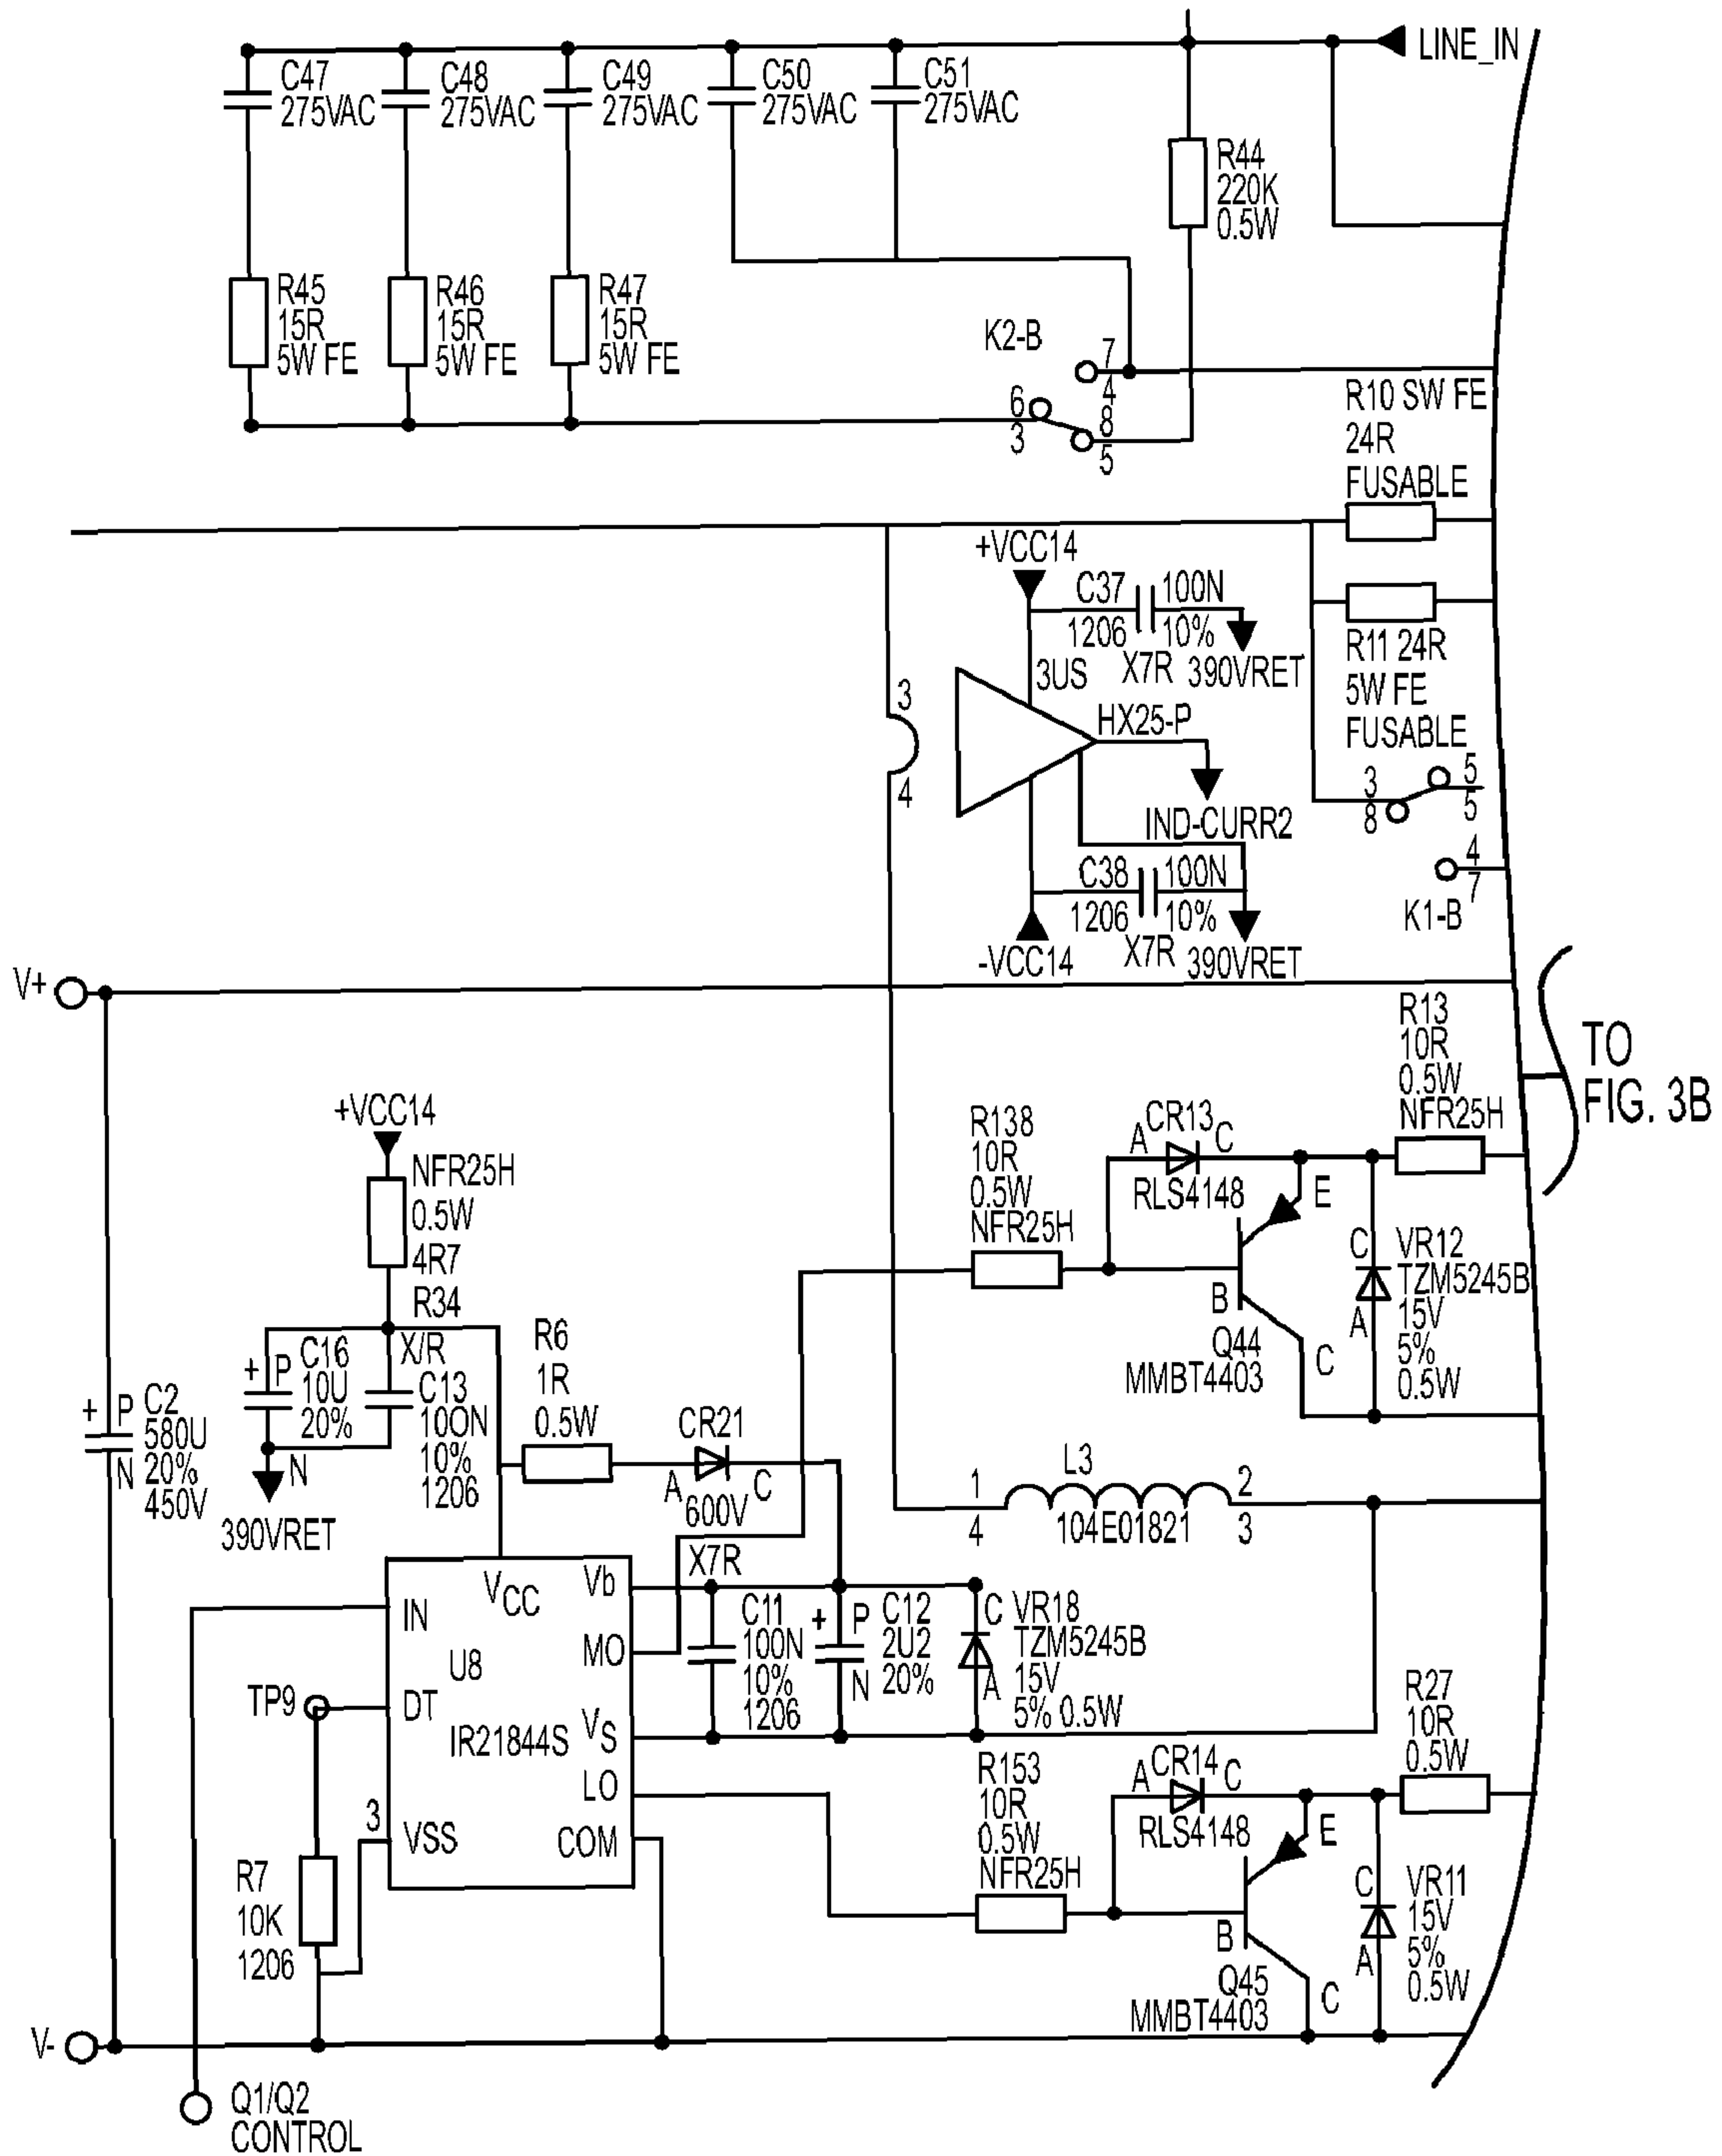 LINE_IN
C47
275VAC
C48
275VAC
C49
275VAC
C50
275VAC
C51
275VAC
R44
220K
0.5W
R45
15R
5W FE
R46
15R
5W FE
R47
15R
5W FE
K2-B
7
4
6
3
8
5
R10 SW FE
24R
FUSABLE
+VCC14
C37
1206
100N
10%
X7R
390VRET
3US
R11 24R
5W FE
FUSABLE
3
4
HX25-P
IND-CURR2
3
8
5
5
C38
1206
100N
10%
X7R
390VRET
-VCC14
4
7
K1-B
V+
TO
FIG. 3B
R13
10R
0.5W
NFR25H
+VCC14
NFR25H
0.5W
4R7
R34
R138
10R
0.5W
NFR25H
A
CR13
C
RLS4148
E
B
Q44
MMBT4403
C
C
VR12
TZM5245B
15V
5%
0.5W
A
+ P
C2
580U
20%
450V
N
+ P
C16
10U
20%
N
390VRET
X/R
C13
100N
10%
1206
R6
1R
0.5W
CR21
A
C
600V
1
4
L3
104E01821
2
3
X7R
VCC
Vb
IN
MO
U8
DT
IR21844S
VS
LO
VSS
COM
3
TP9
R7
10K
1206
C11
100N
10%
1206
+ P
N
C12
2U2
20%
C
A
VR18
TZM5245B
15V
5% 0.5W
R153
10R
0.5W
NFR25H
A
CR14
C
RLS4148
E
B
Q45
MMBT4403
C
R27
10R
0.5W
C
A
VR11
15V
5%
0.5W
V-
Q1/Q2
CONTROL